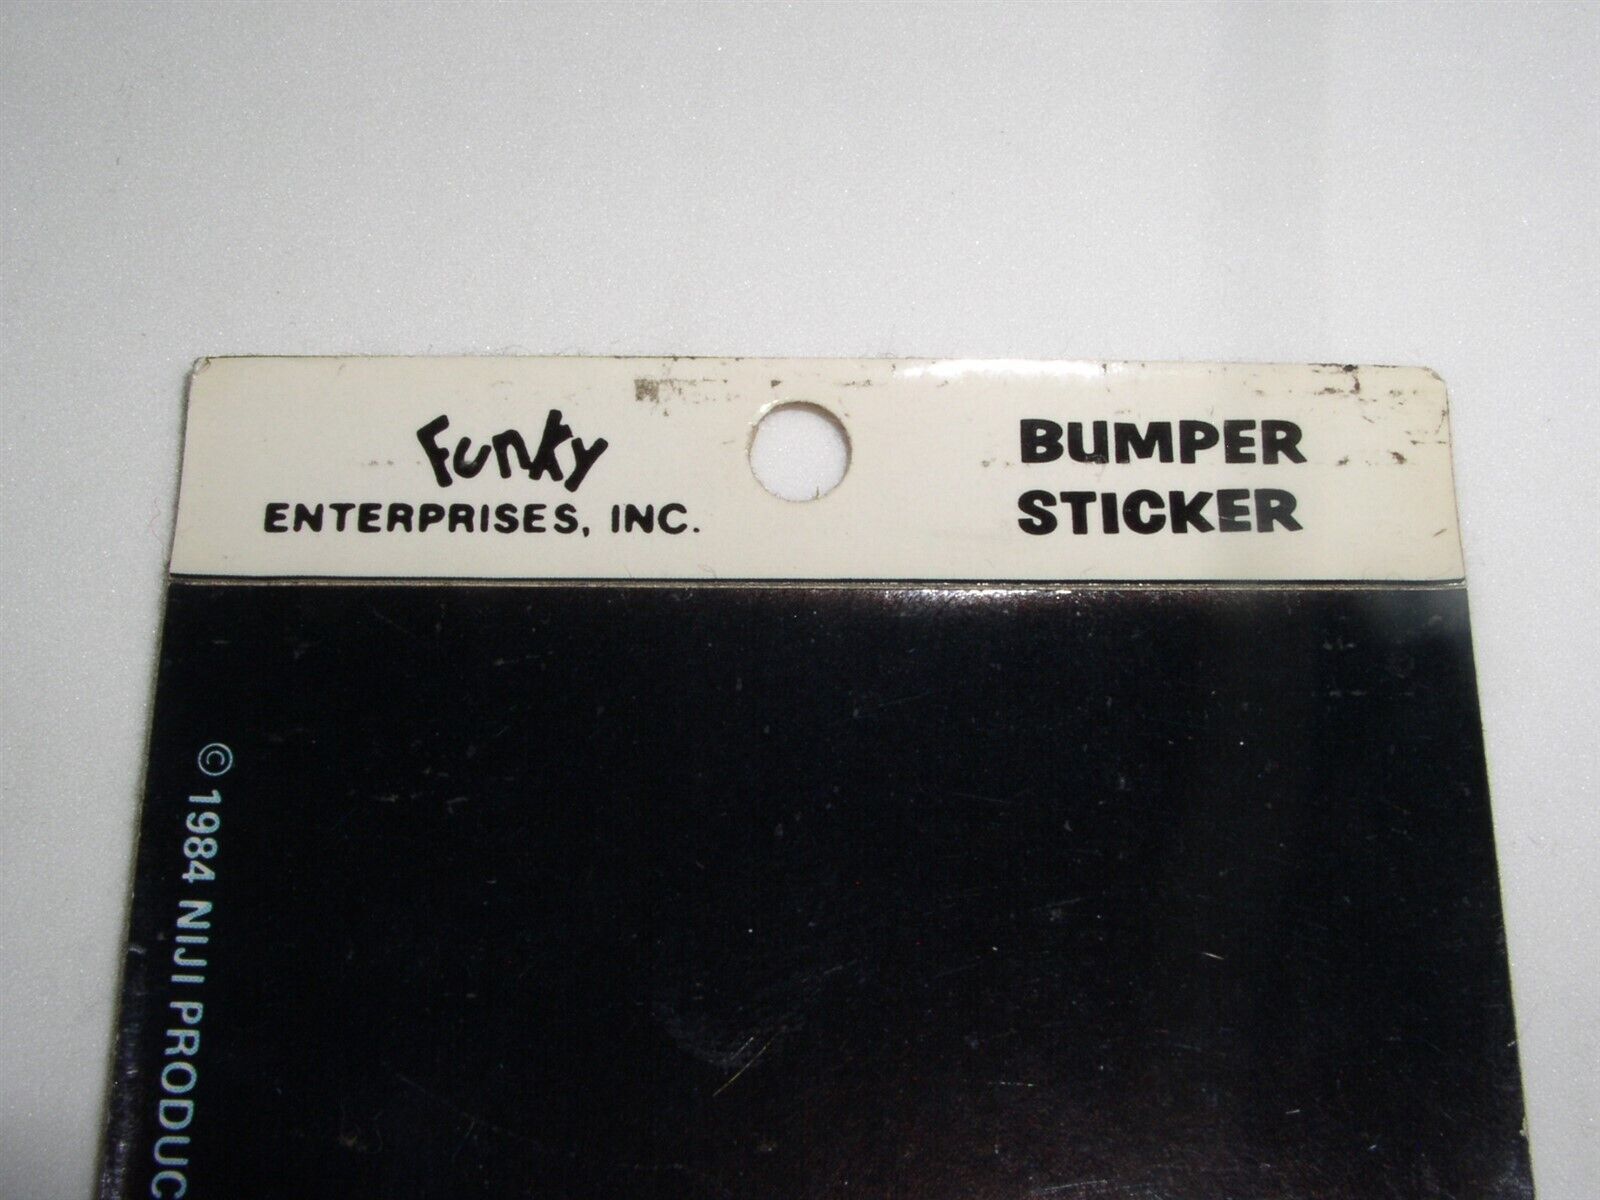 Funky
ENTERPRISES, INC.
BUMPER
STICKER
© 1984 NIJI PRODUC